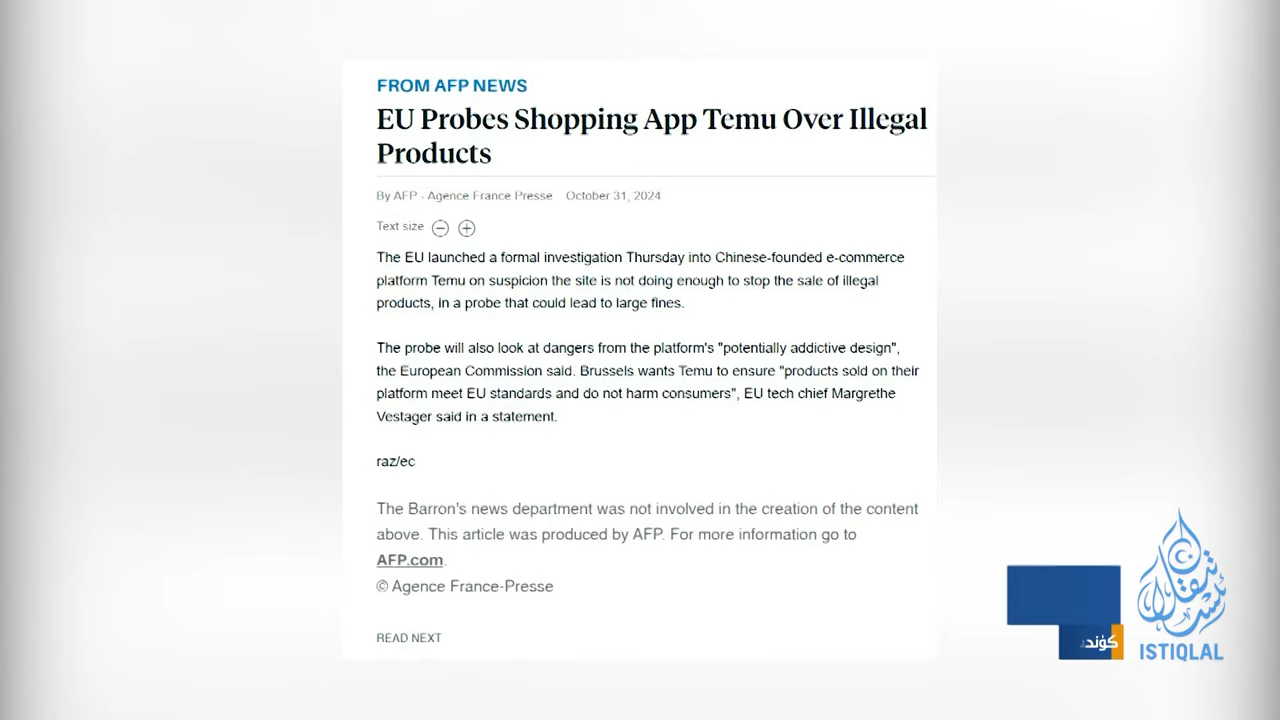 FROM AFP NEWS
EU Probes Shopping App Temu Over Illegal
Products
By AFP - Agence France Presse October 31, 2024
Text size
The EU launched a formal investigation Thursday into Chinese-founded e-commerce
platform Temu on suspicion the site is not doing enough to stop the sale of illegal
products, in a probe that could lead to large fines.
The probe will also look at dangers from the platform's "potentially addictive design",
the European Commission said. Brussels wants Temu to ensure "products sold on their
platform meet EU standards and do not harm consumers", EU tech chief Margrethe
Vestager said in a statement.
raz/ec
The Barron's news department was not involved in the creation of the content
above. This article was produced by AFP. For more information go to
AFP.com.
© Agence France-Presse
READ NEXT
ISTIQLAL